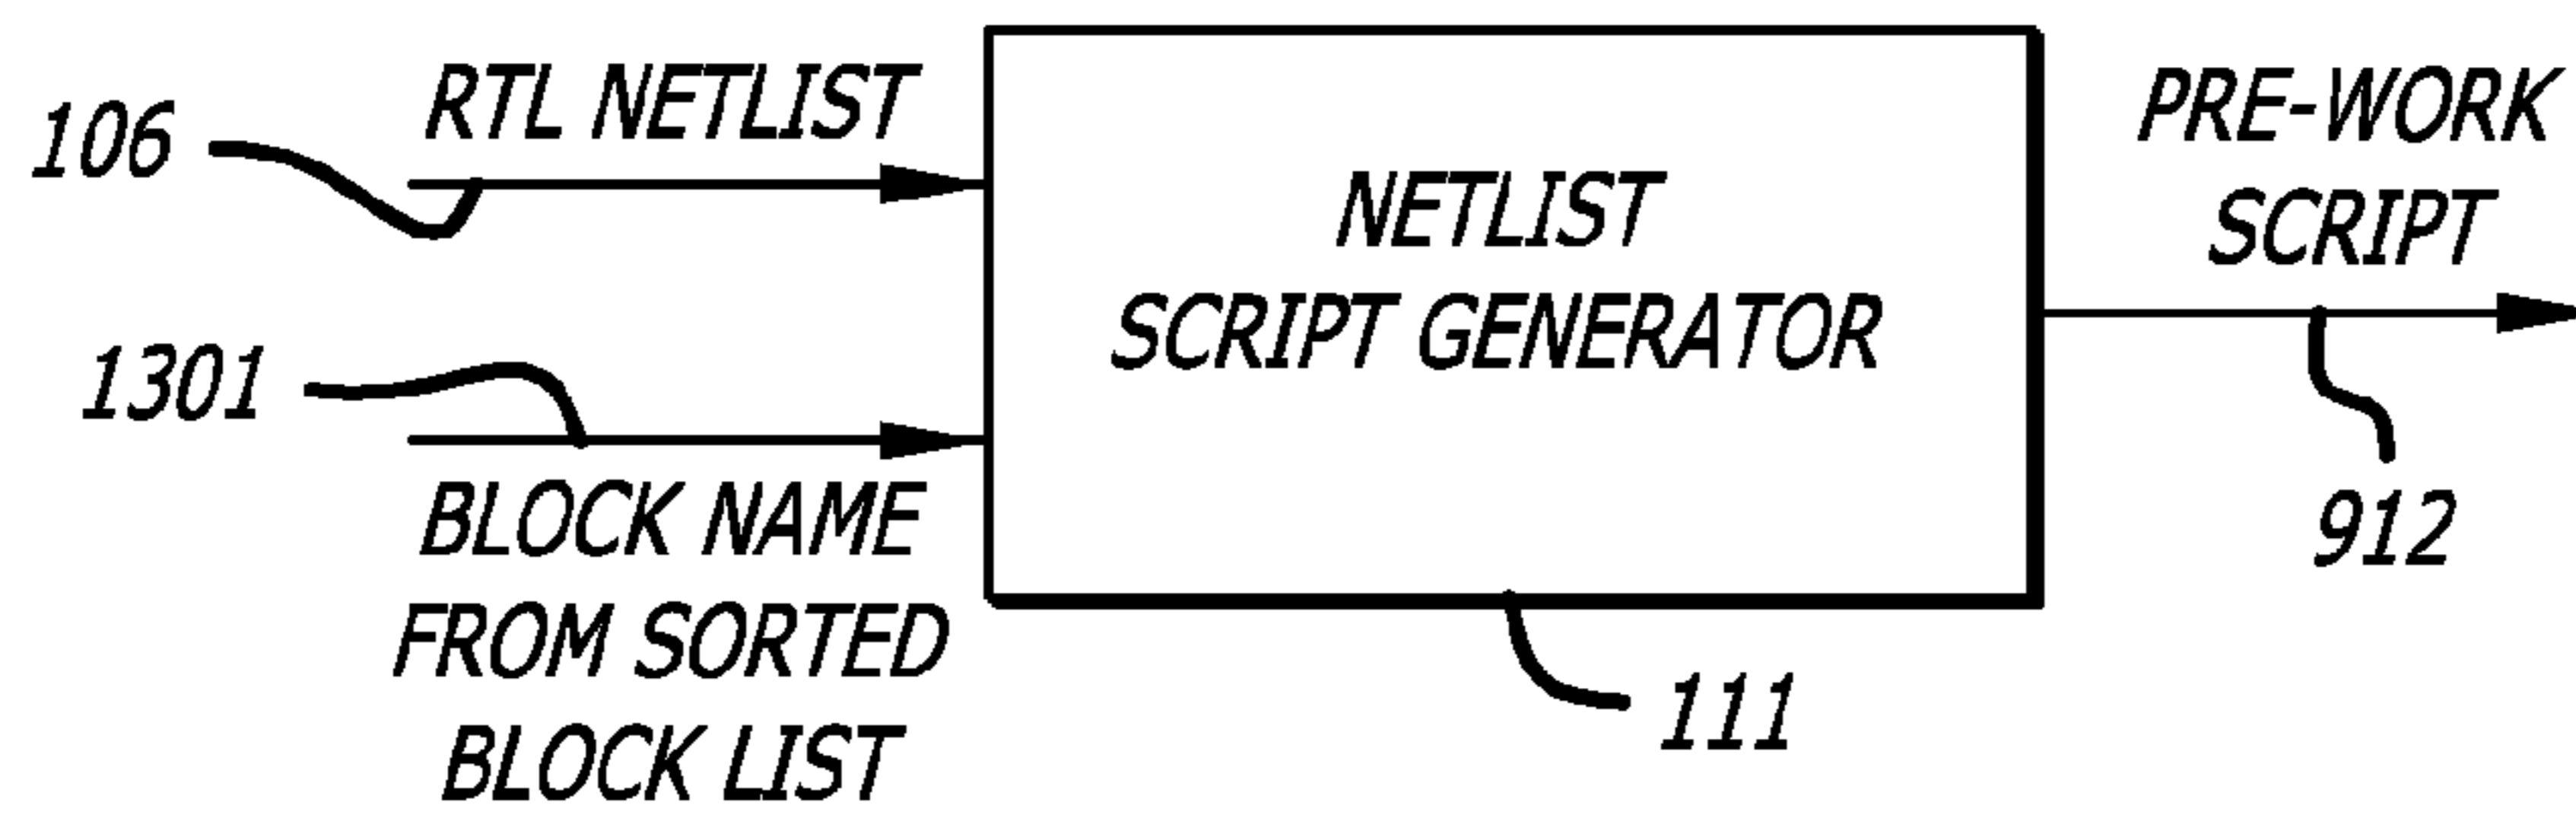 106
RTL NETLIST
1301
BLOCK NAME
FROM SORTED
BLOCK LIST
NETLIST
SCRIPT GENERATOR
111
PRE-WORK
SCRIPT
912